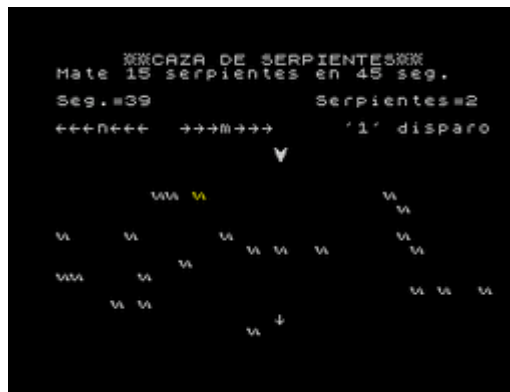 ※※CAZA DE SERPIENTES※※
Mate 15 serpientes en 45 seg.
Seg.=39 Serpientes=2
←←←n←←← →→→m→→→ '1' disparo